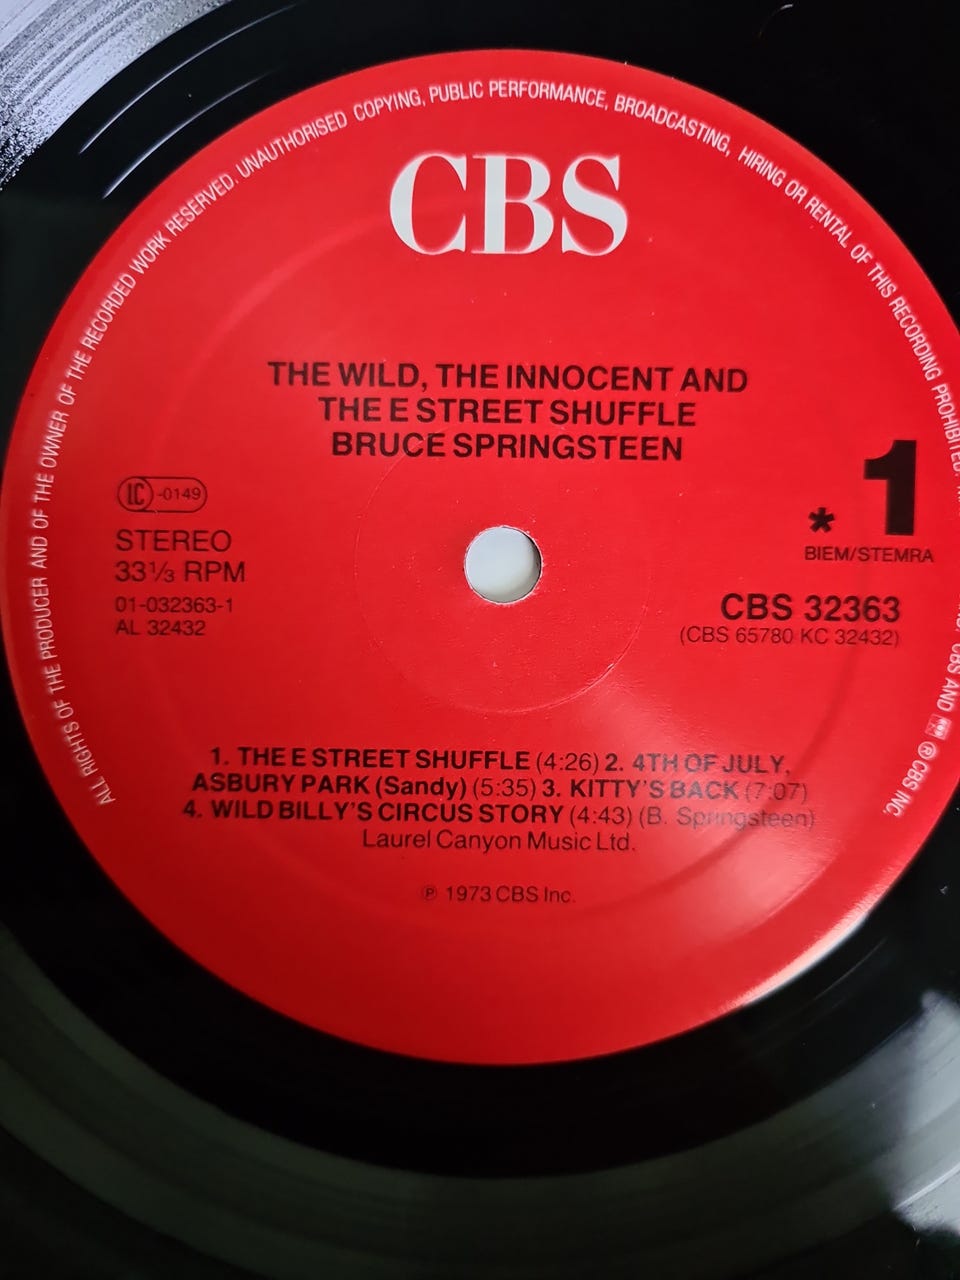 ALL RIGHTS OF THE PRODUCER AND OF THE OWNER OF THE RECORDED WORK RESERVED. UNAUTHORISED COPYING, PUBLIC PERFORMANCE, BROADCASTING, HIRING OR RENTAL OF THIS RECORDING PROHIBITED.
CBS AND ® CBS INC.
CBS
THE WILD, THE INNOCENT AND
THE E STREET SHUFFLE
BRUCE SPRINGSTEEN
LC -0149
STEREO
33⅓ RPM
01-032363-1
AL 32432
* 1
BIEM/STEMRA
CBS 32363
(CBS 65780 KC 32432)
1. THE E STREET SHUFFLE (4:26) 2. 4TH OF JULY,
ASBURY PARK (Sandy) (5:35) 3. KITTY'S BACK (7:07)
4. WILD BILLY'S CIRCUS STORY (4:43) (B. Springsteen)
Laurel Canyon Music Ltd.
℗ 1973 CBS Inc.